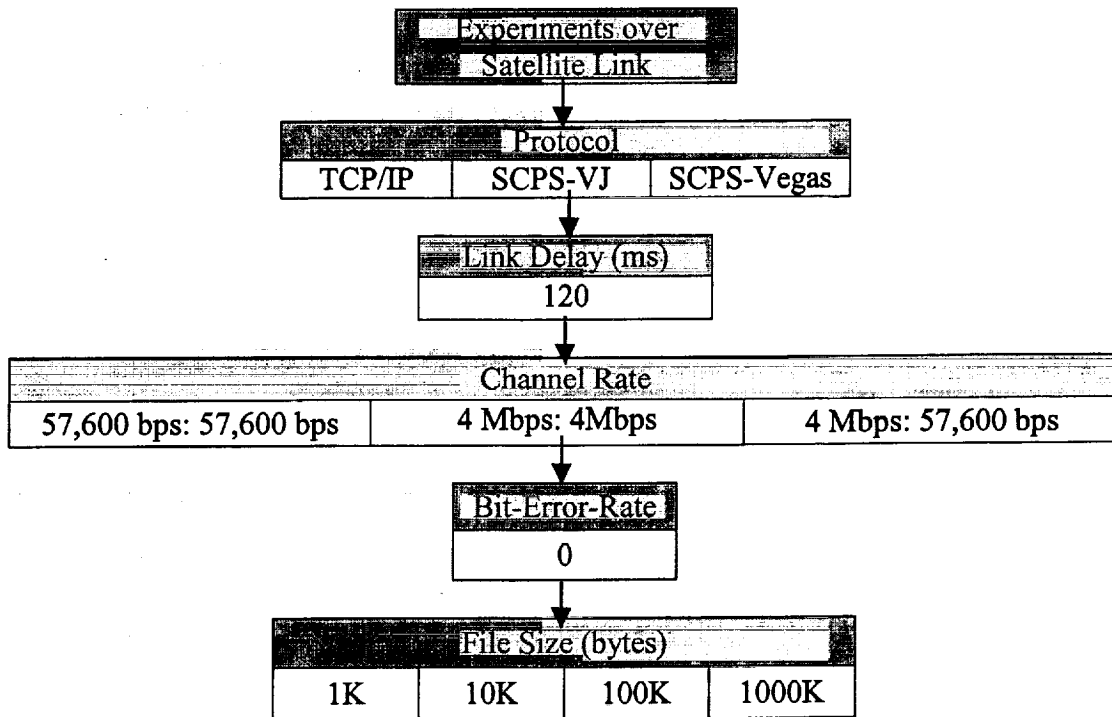 Experiments over
Satellite Link
Protocol
TCP/IP SCPS-VJ SCPS-Vegas
Link Delay (ms)
120
Channel Rate
57,600 bps: 57,600 bps 4 Mbps: 4Mbps 4 Mbps: 57,600 bps
Bit-Error-Rate
0
File Size (bytes)
1K 10K 100K 1000K